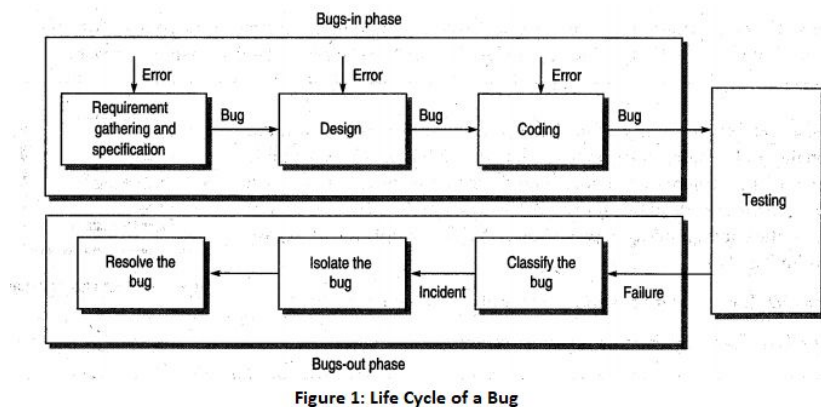 Bugs-in phase
Error
Error
Error
Requirement
gathering and
specification
Bug
Design
Bug
Coding
Bug
Testing
Resolve the
bug
Isolate the
bug
Incident
Classify the
bug
Failure
Bugs-out phase
Figure 1: Life Cycle of a Bug